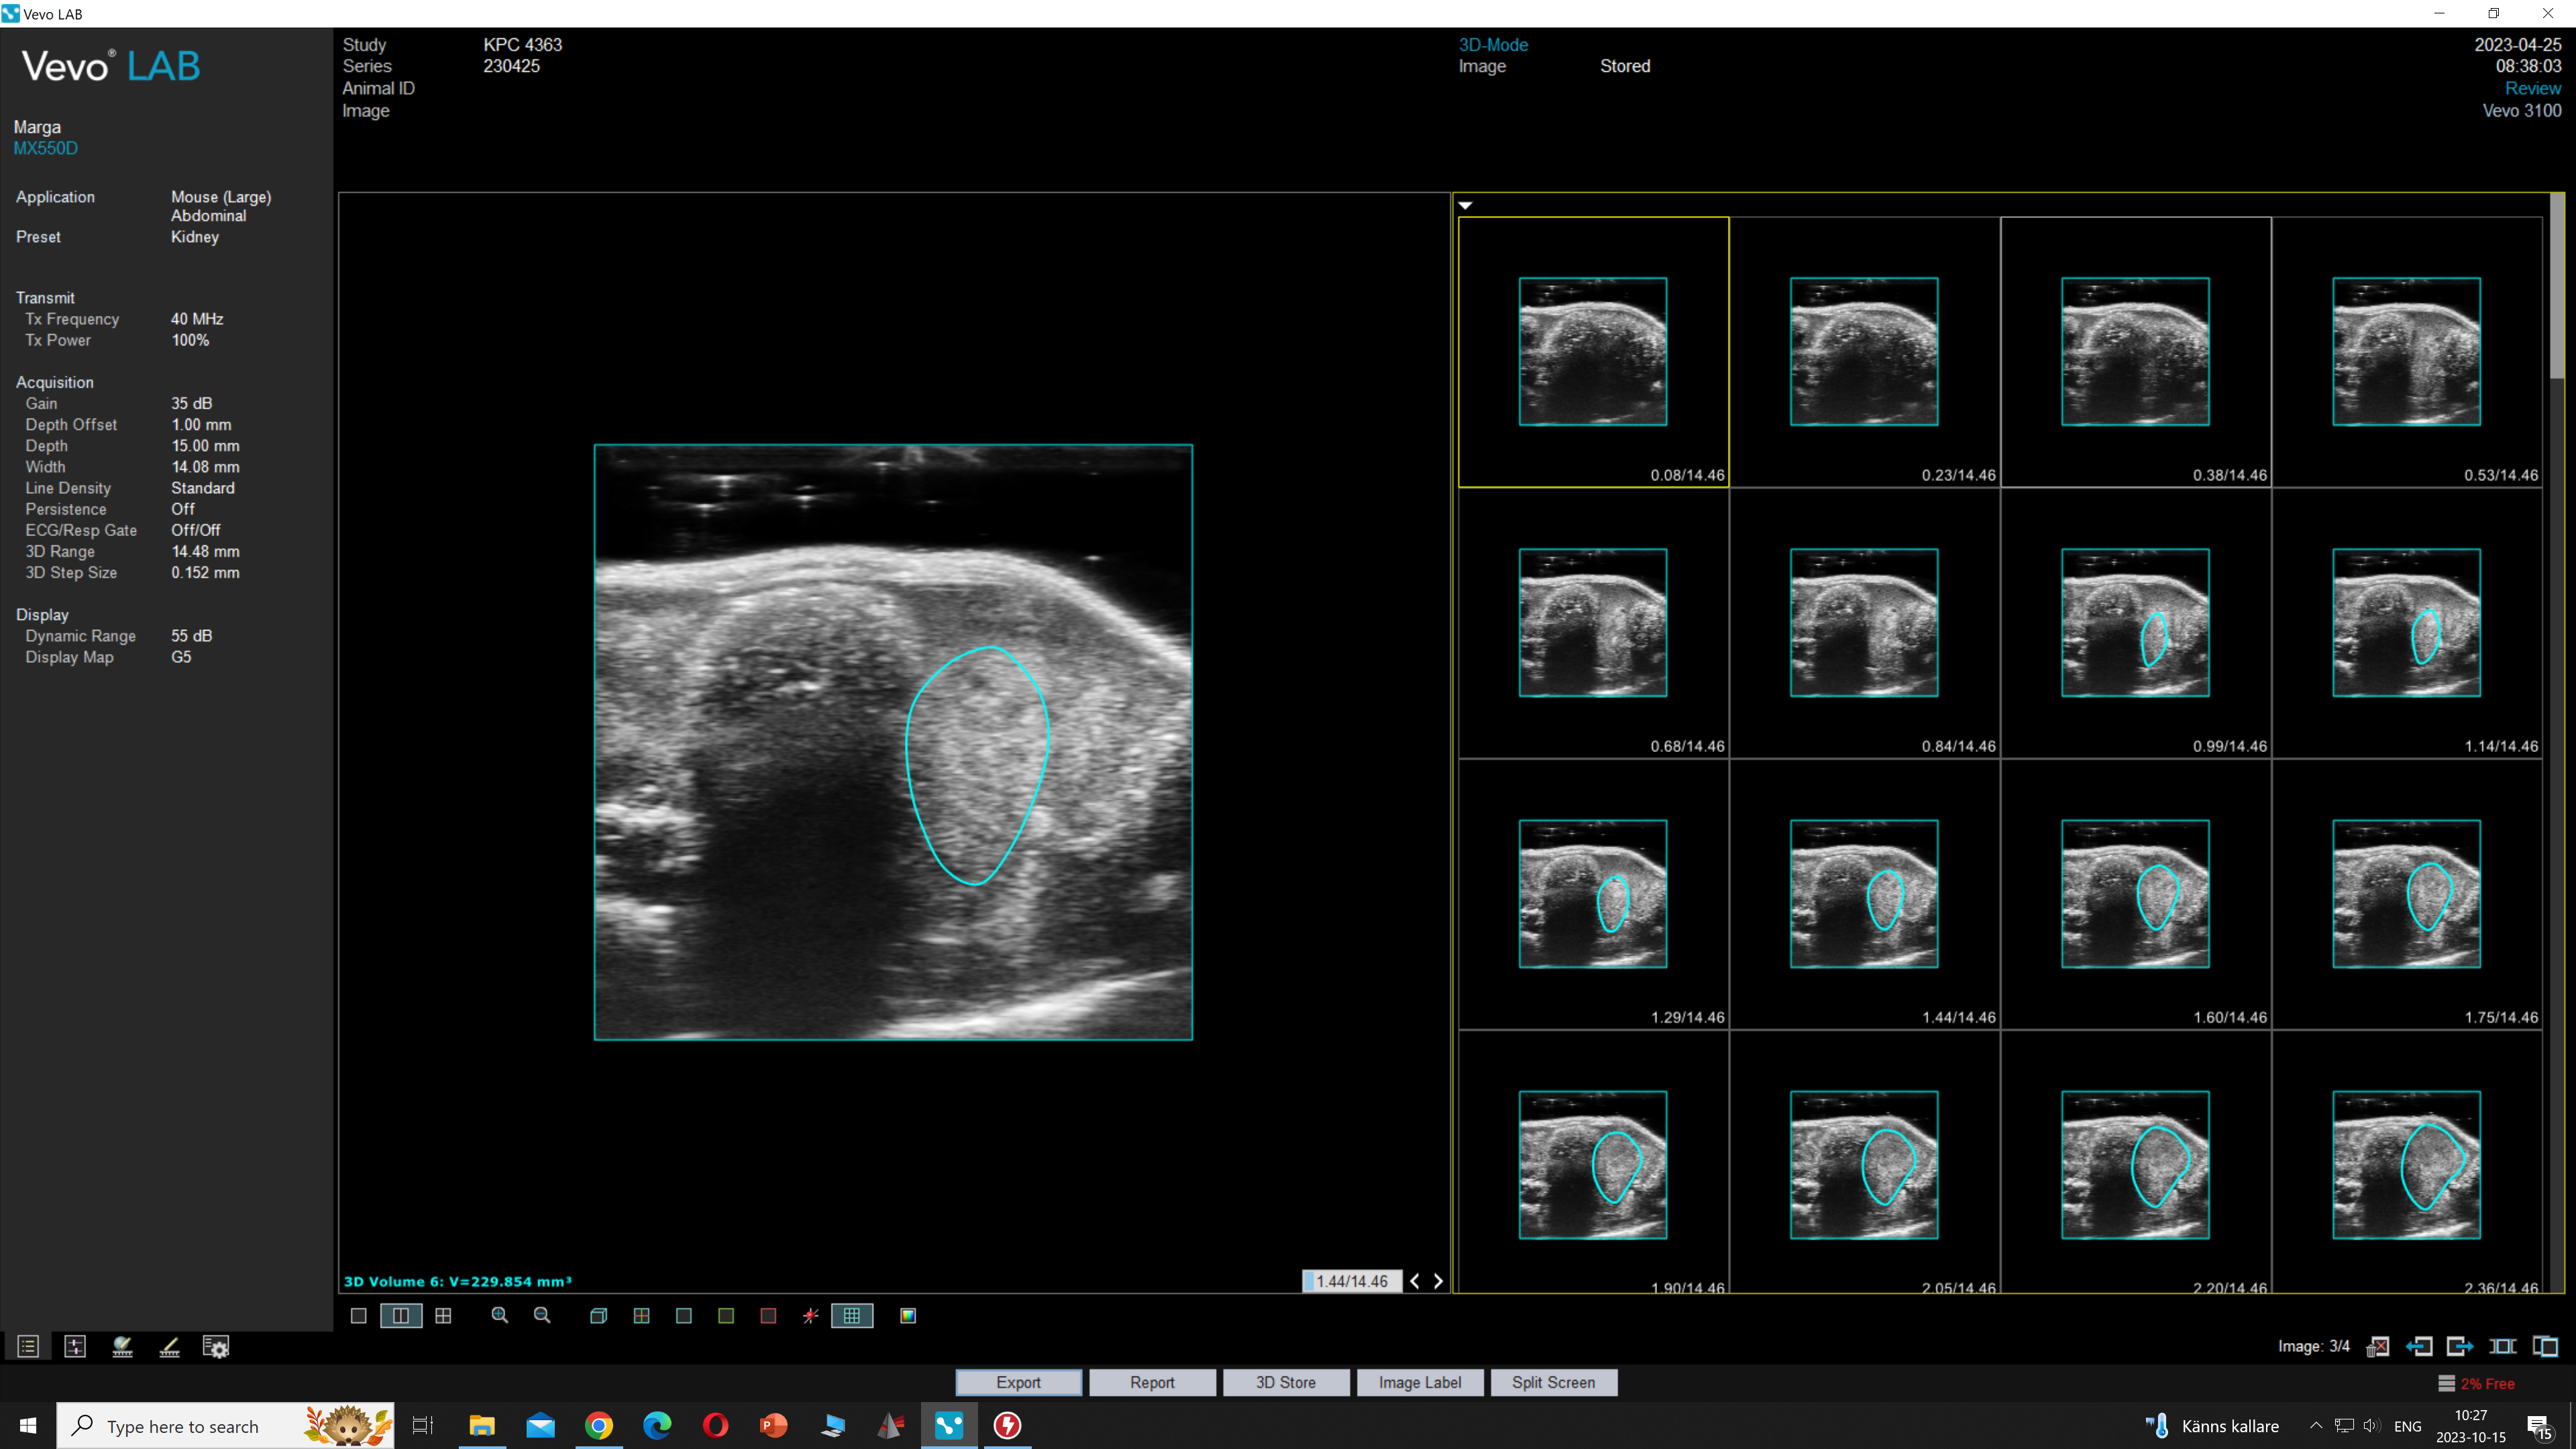 Vevo LAB
Vevo® LAB
Marga
MX550D
Application Mouse (Large)
Abdominal
Preset Kidney
Transmit
Tx Frequency 40 MHz
Tx Power 100%
Acquisition
Gain 35 dB
Depth Offset 1.00 mm
Depth 15.00 mm
Width 14.08 mm
Line Density Standard
Persistence Off
ECG/Resp Gate Off/Off
3D Range 14.48 mm
3D Step Size 0.152 mm
Display
Dynamic Range 55 dB
Display Map G5
Study KPC 4363
Series 230425
Animal ID
Image
3D-Mode
Image Stored
2023-04-25
08:38:03
Review
Vevo 3100
0.08/14.46 0.23/14.46 0.38/14.46 0.53/14.46
0.68/14.46 0.84/14.46 0.99/14.46 1.14/14.46
1.29/14.46 1.44/14.46 1.60/14.46 1.75/14.46
1.90/14.46 2.05/14.46 2.20/14.46 2.36/14.46
3D Volume 6: V=229.854 mm³
1.44/14.46
Image: 3/4
Export Report 3D Store Image Label Split Screen
2% Free
Type here to search
Känns kallare
ENG
10:27
2023-10-15
15